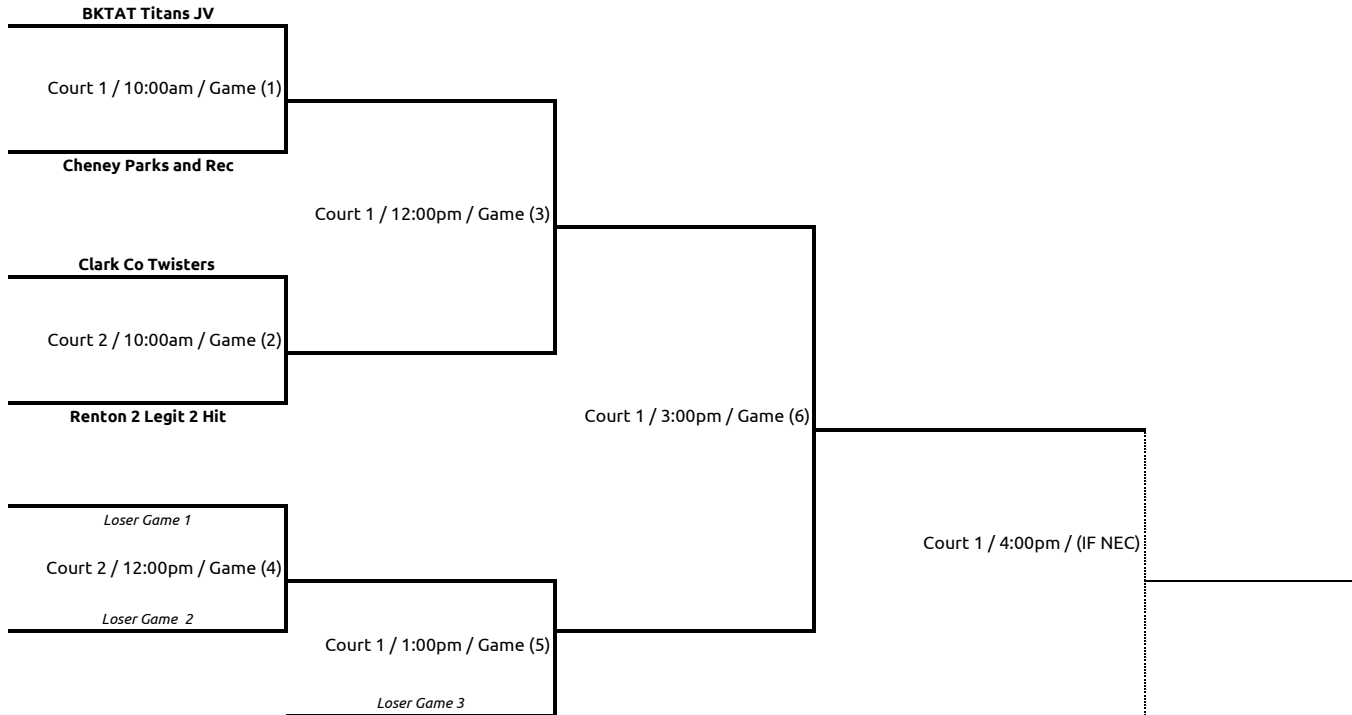 BKTAT Titans JV
Court 1 / 10:00am / Game (1)
Cheney Parks and Rec
Court 1 / 12:00pm / Game (3)
Clark Co Twisters
Court 2 / 10:00am / Game (2)
Renton 2 Legit 2 Hit
Court 1 / 3:00pm / Game (6)
Loser Game 1
Court 1 / 4:00pm / (IF NEC)
Court 2 / 12:00pm / Game (4)
Loser Game  2
Court 1 / 1:00pm / Game (5)
Loser Game 3